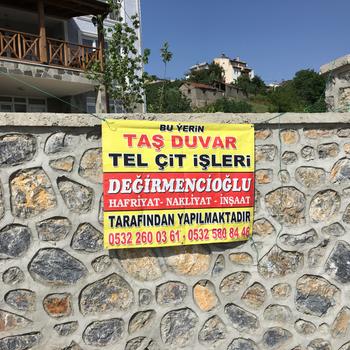 BU YERİN
TAŞ DUVAR
TEL ÇİT İŞLERİ
DEĞİRMENCİOĞLU
HAFRİYAT- NAKLİYAT - İNŞAAT
TARAFINDAN YAPILMAKTADIR
0532 260 03 61 , 0532 580 84 46